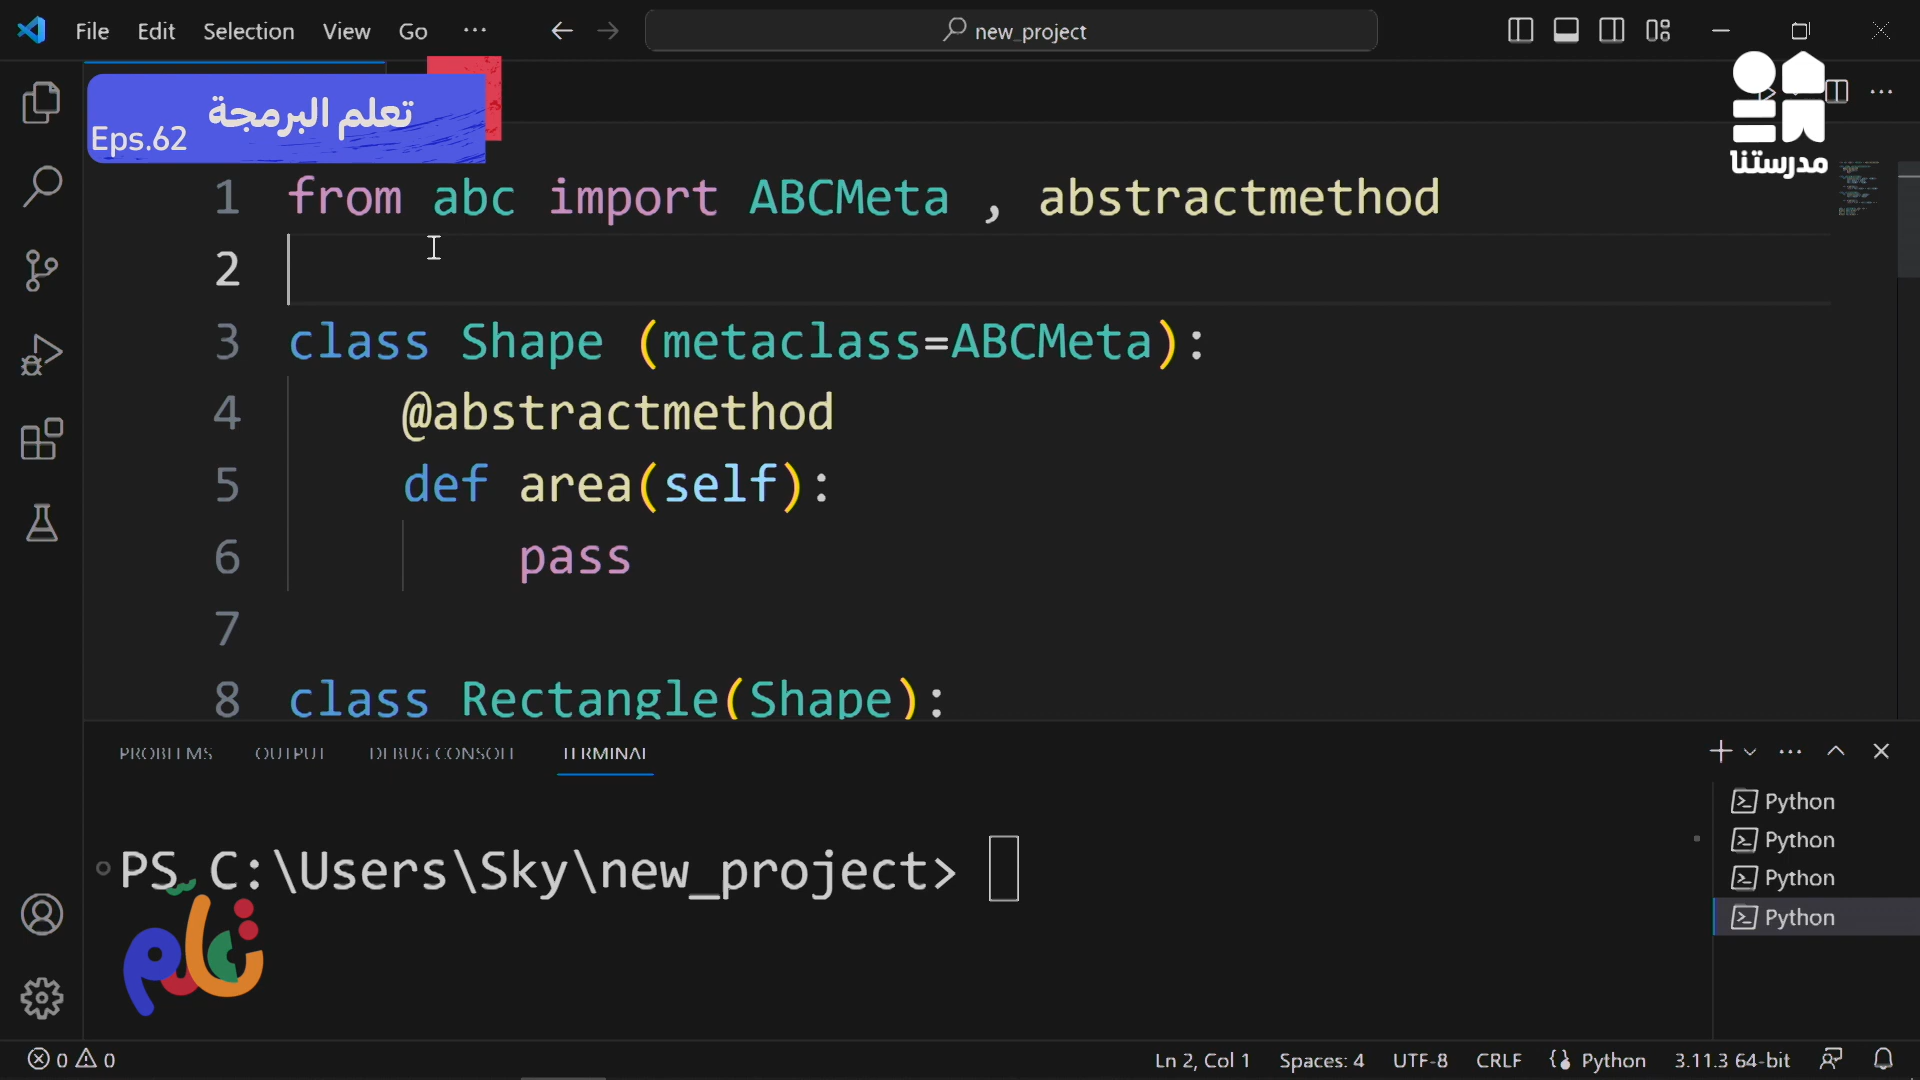 File Edit Selection View Go ···
new_project
تعلم البرمجة
Eps.62
مدرستنا
1 from abc import ABCMeta , abstractmethod
2
3 class Shape (metaclass=ABCMeta):
4 @abstractmethod
5 def area(self):
6 pass
7
8 class Rectangle(Shape):
PROBLEMS OUTPUT DEBUG CONSOLE TERMINAL
Python
Python
Python
Python
PS C:\Users\Sky\new_project>
تعلم
0 0 Ln 2, Col 1 Spaces: 4 UTF-8 CRLF Python 3.11.3 64-bit